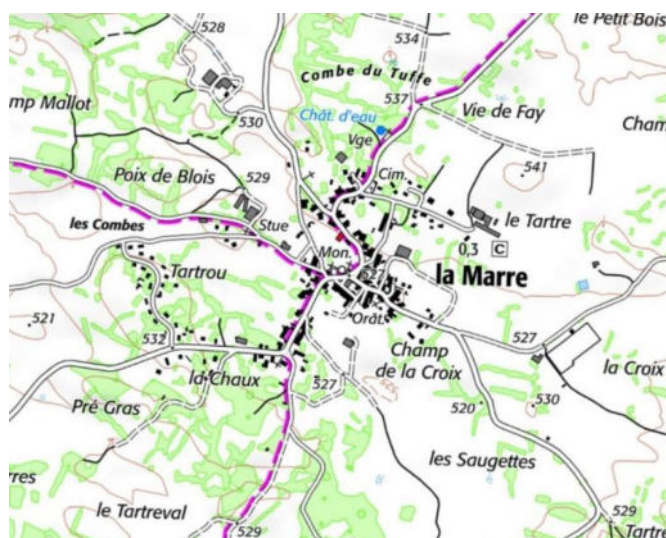 le Petit Bois
528
534
Combe du Tuffe
mp Mallot
537
Vie de Fay
Chât. d'eau
530
Vge
Cham
Poix de Blois
529
Cim.
541
le Tartre
les Combes
Stue
0,3 C
Mon.
Tartrou
627
la Marre
521
Orat.
532
527
Champ
de la Croix
la Chaux
527
la Croix
Pré Gras
520
530
les Saugettes
rres
le Tartreval
529
529
Tartre